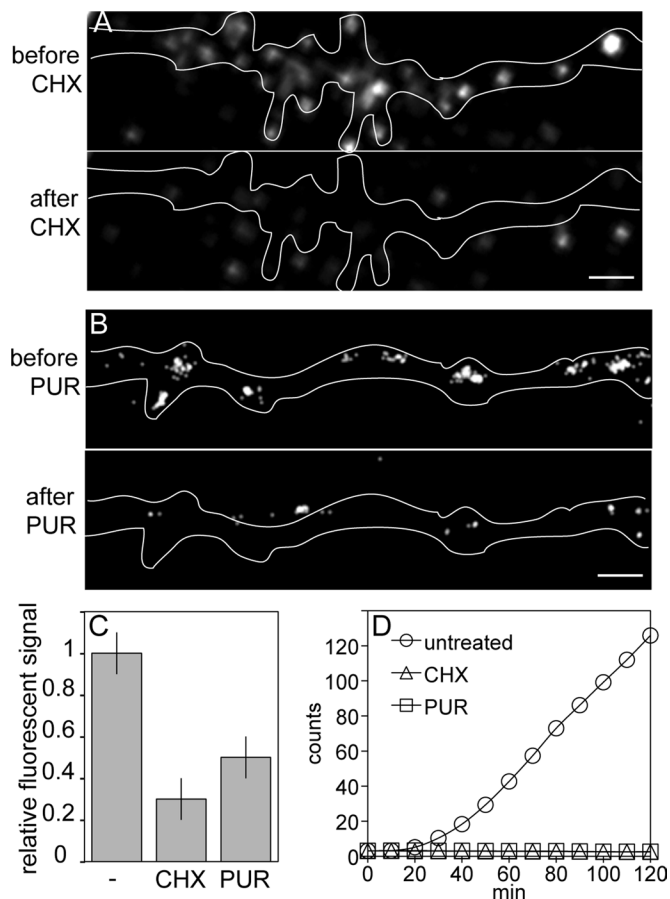 A
before
CHX
after
CHX
B
before
PUR
after
PUR
C
relative fluorescent signal
1
0.8
0.6
0.4
0.2
0
-
CHX
PUR
D
untreated
CHX
PUR
counts
120
100
80
60
40
20
0
0
20
40
60
80
100
120
min